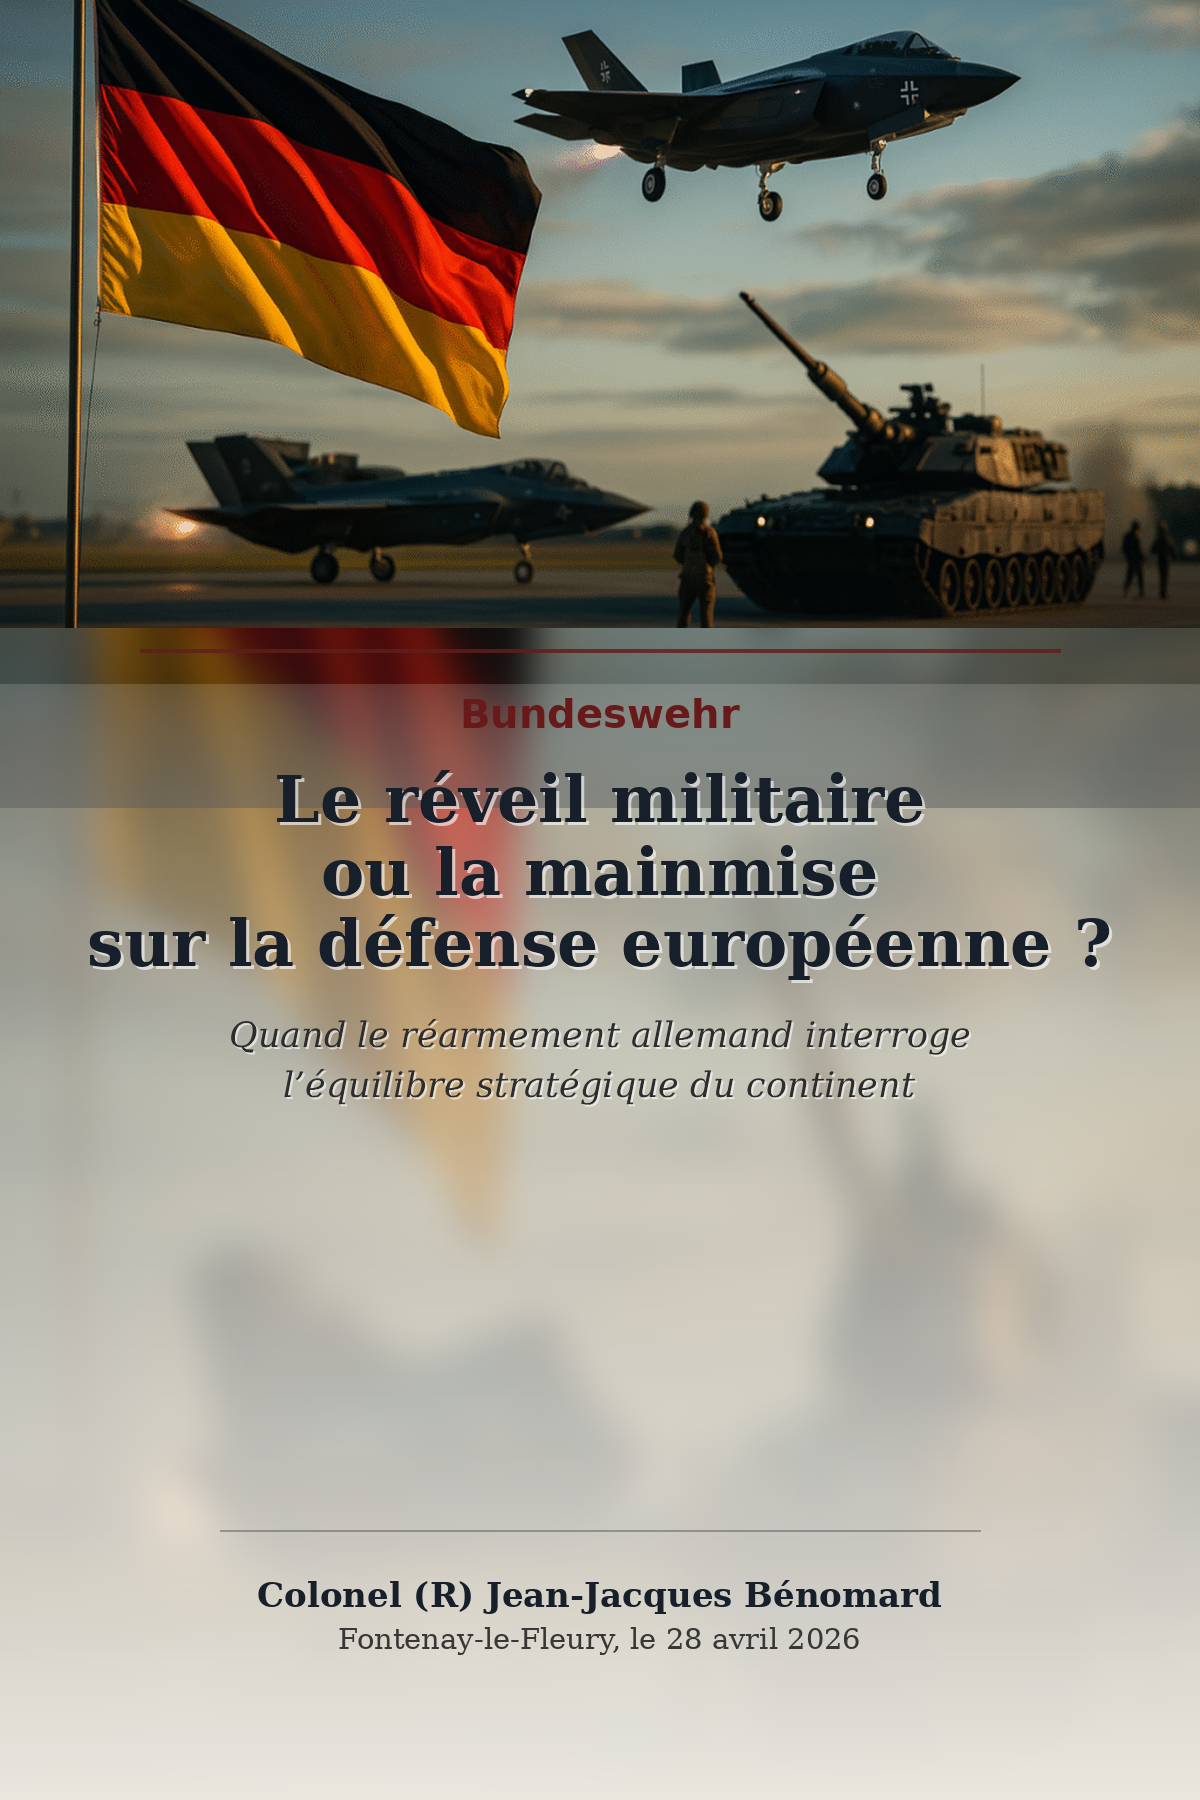 Bundeswehr
Le réveil militaire
ou la mainmise
sur la défense européenne ?
Quand le réarmement allemand interroge
l’équilibre stratégique du continent
Colonel (R) Jean-Jacques Bénomard
Fontenay-le-Fleury, le 28 avril 2026